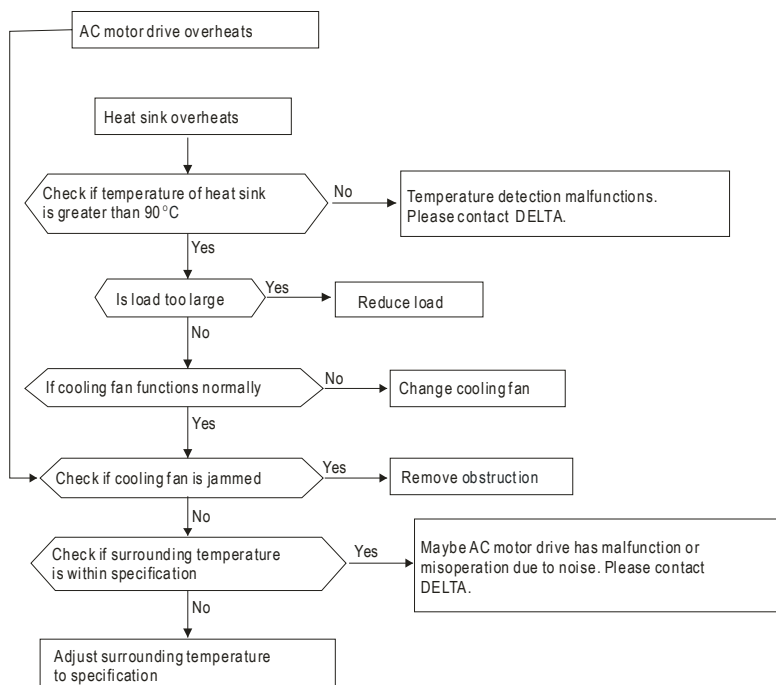 AC motor drive overheats
Heat sink overheats
Check if temperature of heat sink
is greater than 90°C
No
Temperature detection malfunctions.
Please contact DELTA.
Yes
Is load too large
Yes
Reduce load
No
If cooling fan functions normally
No
Change cooling fan
Yes
Check if cooling fan is jammed
Yes
Remove obstruction
No
Check if surrounding temperature
is within specification
Yes
Maybe AC motor drive has malfunction or
misoperation due to noise. Please contact
DELTA.
No
Adjust surrounding temperature
to specification